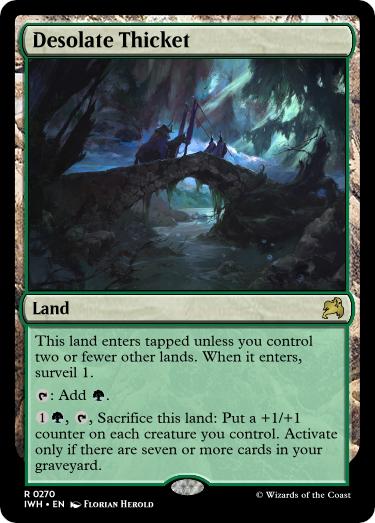 Desolate Thicket
Land
This land enters tapped unless you control
two or fewer other lands. When it enters,
surveil 1.
: Add .
1 , , Sacrifice this land: Put a +1/+1
counter on each creature you control. Activate
only if there are seven or more cards in your
graveyard.
R 0270
IWH • EN Florian Herold
© Wizards of the Coast